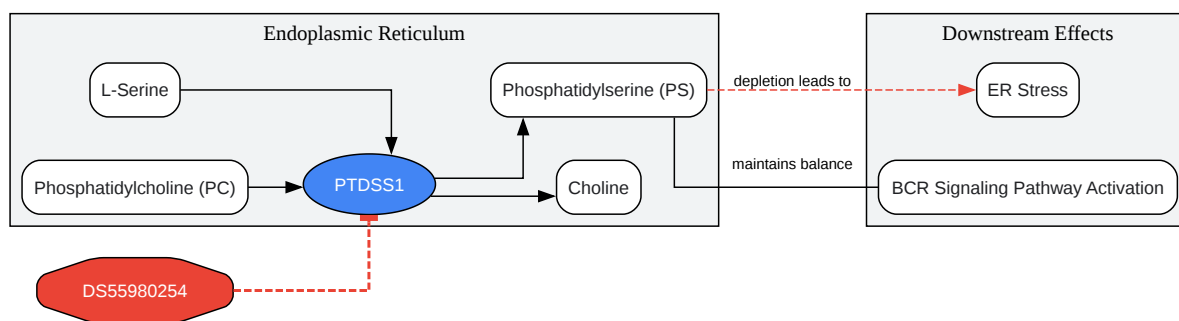 Endoplasmic Reticulum
Downstream Effects
L-Serine
Phosphatidylserine (PS)
depletion leads to
ER Stress
Phosphatidylcholine (PC)
PTDSS1
Choline
maintains balance
BCR Signaling Pathway Activation
DS55980254